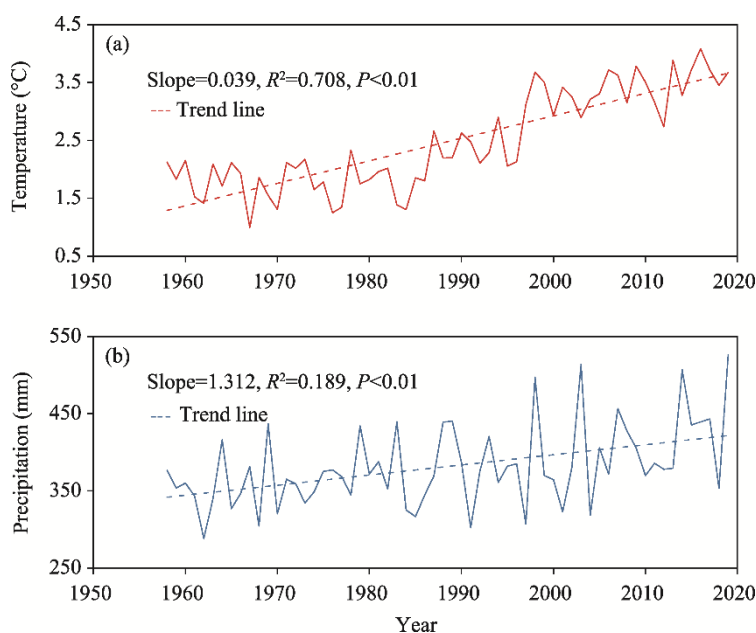 (a)
Slope=0.039, R²=0.708, P<0.01
Trend line
Temperature (°C)
4.5
3.5
2.5
1.5
0.5
1950 1960 1970 1980 1990 2000 2010 2020
(b)
Slope=1.312, R²=0.189, P<0.01
Trend line
Precipitation (mm)
550
450
350
250
1950 1960 1970 1980 1990 2000 2010 2020
Year